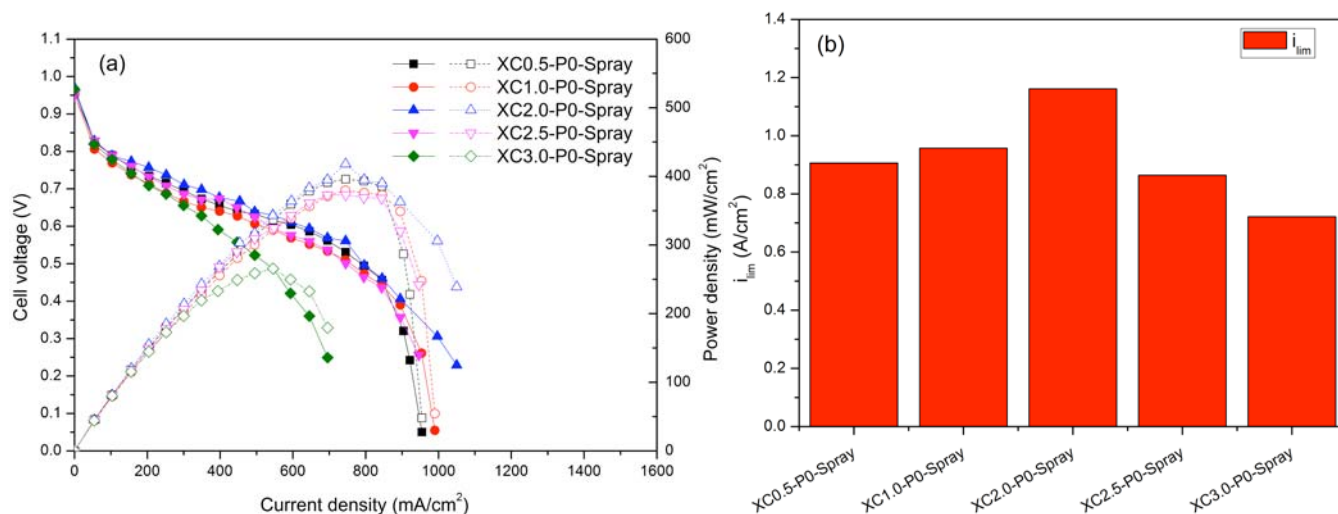 (a)
XC0.5-P0-Spray
XC1.0-P0-Spray
XC2.0-P0-Spray
XC2.5-P0-Spray
XC3.0-P0-Spray
Cell voltage (V)
1.1
1.0
0.9
0.8
0.7
0.6
0.5
0.4
0.3
0.2
0.1
0.0
0 200 400 600 800 1000 1200 1400 1600
Current density (mA/cm²)
600
500
400
300
200
100
0
Power density (mW/cm²)
(b)
i_lim
i_lim (A/cm²)
1.4
1.2
1.0
0.8
0.6
0.4
0.2
0.0
XC0.5-P0-Spray
XC1.0-P0-Spray
XC2.0-P0-Spray
XC2.5-P0-Spray
XC3.0-P0-Spray